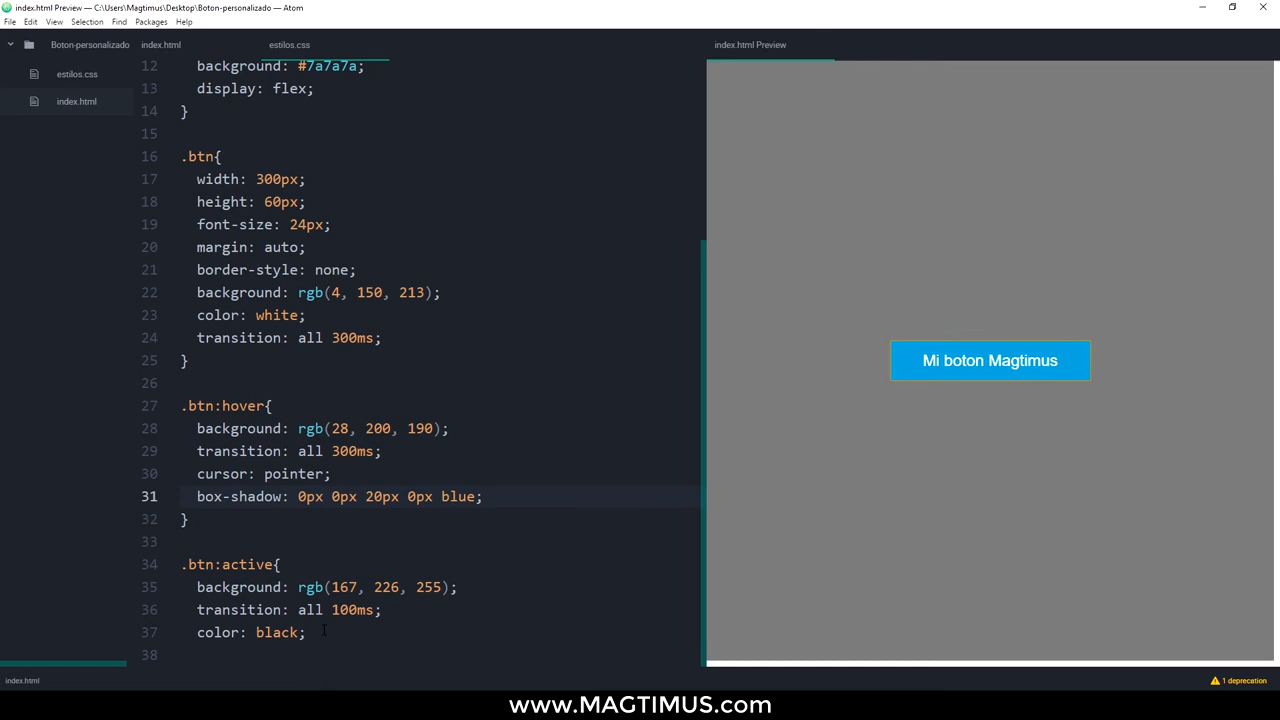 index.html Preview — C:\Users\Magtimus\Desktop\Boton-personalizado — Atom
File Edit View Selection Find Packages Help
Boton-personalizado
estilos.css
index.html
index.html estilos.css
12 background: #7a7a7a;
13 display: flex;
14 }
15
16 .btn{
17 width: 300px;
18 height: 60px;
19 font-size: 24px;
20 margin: auto;
21 border-style: none;
22 background: rgb(4, 150, 213);
23 color: white;
24 transition: all 300ms;
25 }
26
27 .btn:hover{
28 background: rgb(28, 200, 190);
29 transition: all 300ms;
30 cursor: pointer;
31 box-shadow: 0px 0px 20px 0px blue;
32 }
33
34 .btn:active{
35 background: rgb(167, 226, 255);
36 transition: all 100ms;
37 color: black;
38
index.html Preview
Mi boton Magtimus
index.html
1 deprecation
www.MAGTIMUS.com